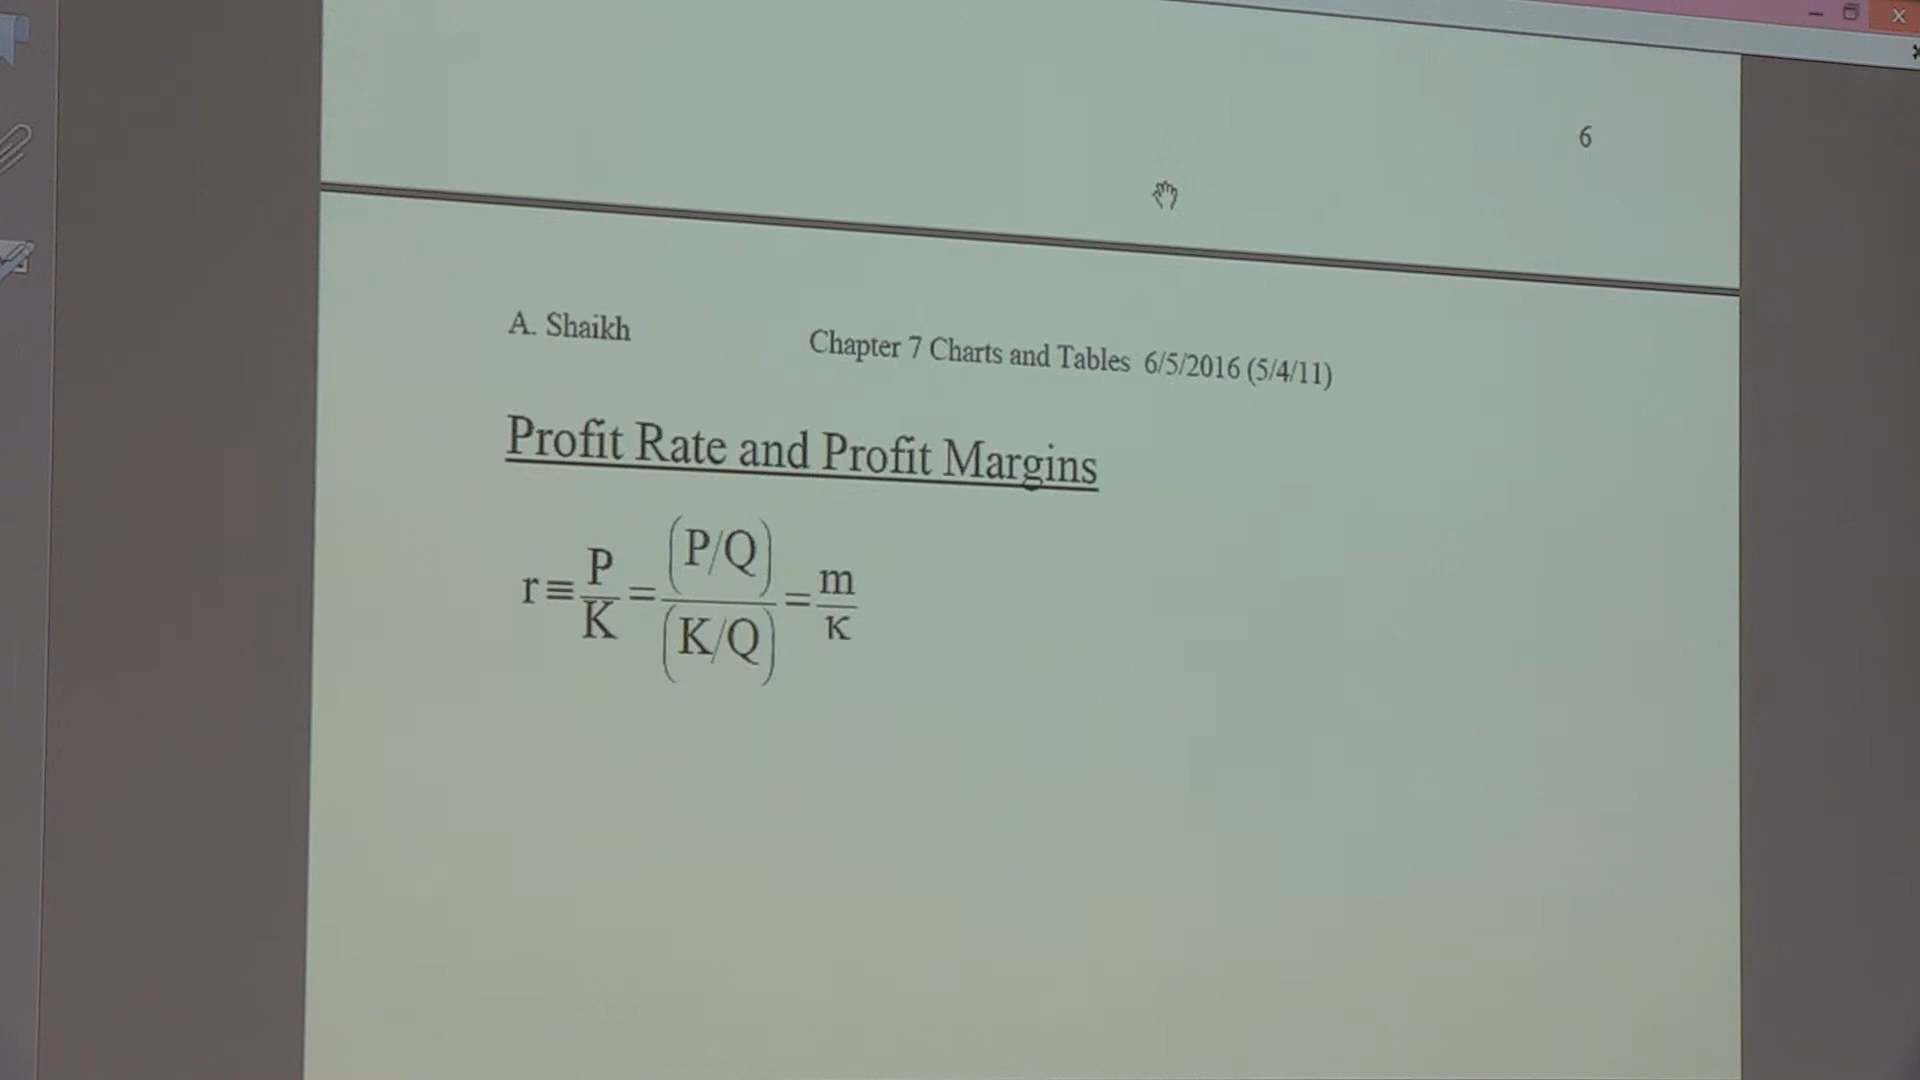 6
A. Shaikh Chapter 7 Charts and Tables 6/5/2016 (5/4/11)
Profit Rate and Profit Margins
r≡P/K=(P/Q)/(K/Q)=m/κ